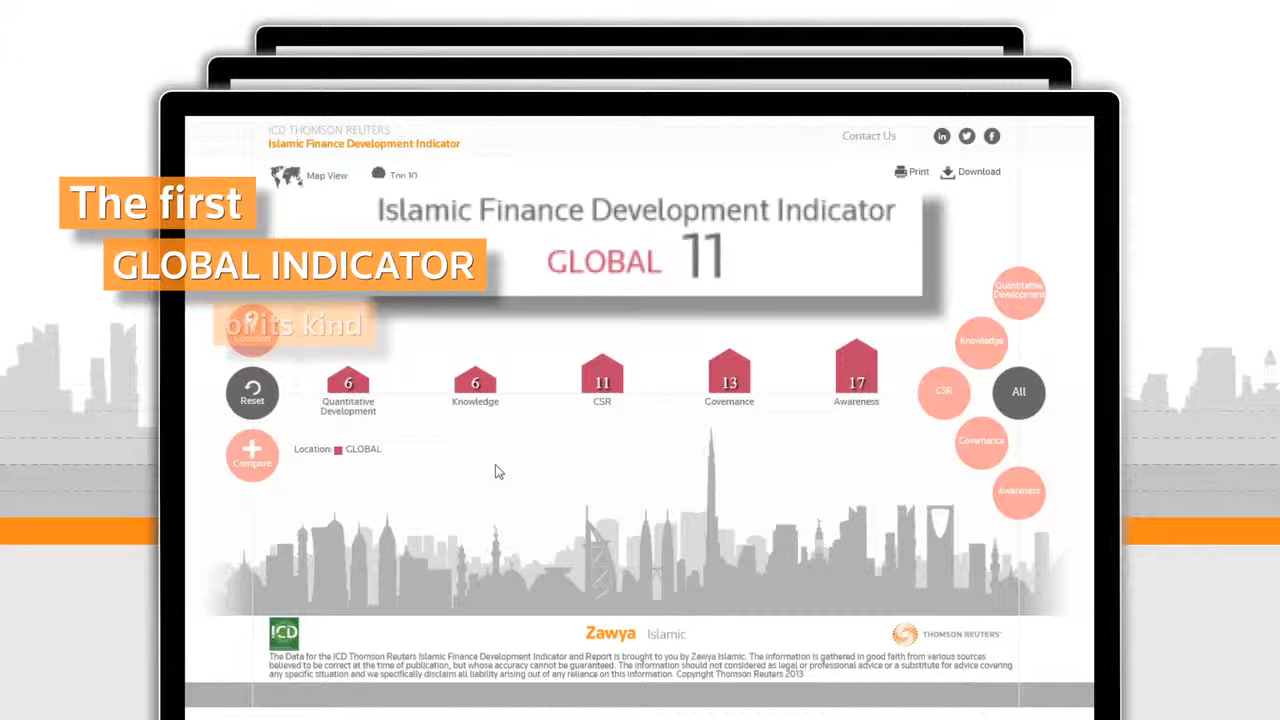 ICD THOMSON REUTERS
Islamic Finance Development Indicator
Contact Us
Map View
Top 10
Print
Download
The first
GLOBAL INDICATOR
of its kind
Islamic Finance Development Indicator
GLOBAL 11
Quantitative
Development
Knowledge
CSR
All
Governance
Awareness
Reset
Compare
6
Quantitative
Development
6
Knowledge
11
CSR
13
Governance
17
Awareness
Location: GLOBAL
ICD
Zawya Islamic
THOMSON REUTERS
The Data for the ICD Thomson Reuters Islamic Finance Development Indicator and Report is brought to you by Zawya Islamic. The information is gathered in good faith from various sources
believed to be correct at the time of publication, but whose accuracy cannot be guaranteed. The information should not considered as legal or professional advice or a substitute for advice covering
any specific situation and we specifically disclaim all liability arising out of any reliance on this information. Copyright Thomson Reuters 2013